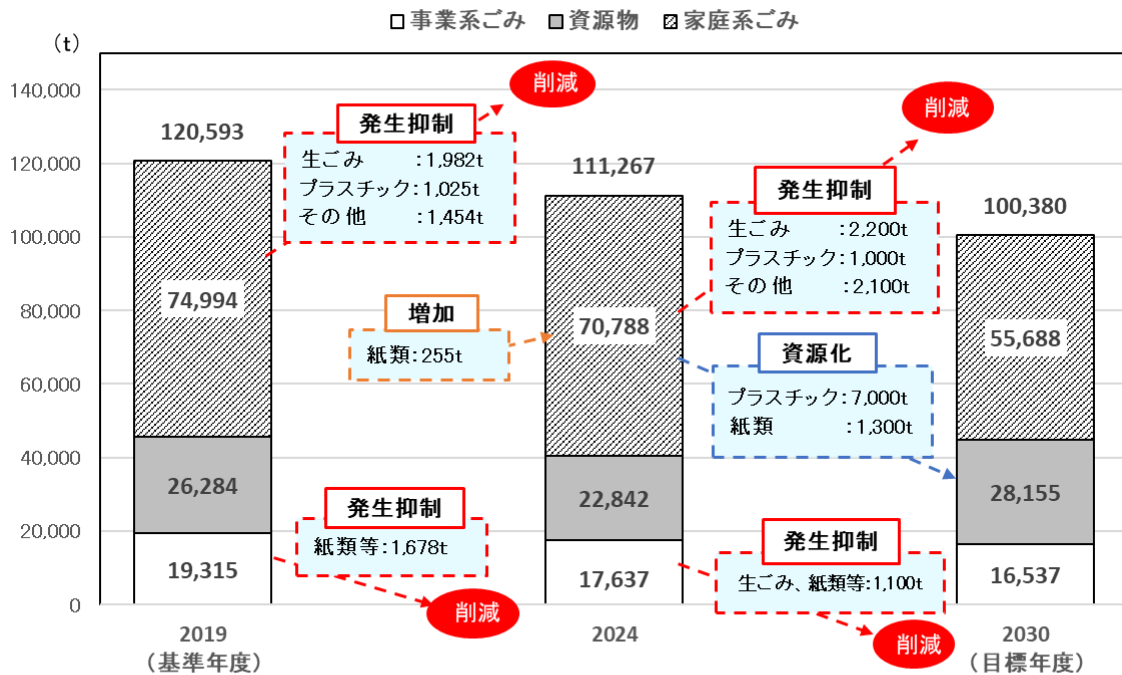 □事業系ごみ ■資源物 家庭系ごみ
(t)
140,000
120,000
100,000
80,000
60,000
40,000
20,000
0
120,593
74,994
26,284
19,315
2019
(基準年度)
発生抑制
生ごみ :1,982t
プラスチック:1,025t
その他 :1,454t
削減
増加
紙類:255t
発生抑制
紙類等:1,678t
削減
111,267
70,788
22,842
17,637
2024
発生抑制
生ごみ :2,200t
プラスチック:1,000t
その他 :2,100t
削減
資源化
プラスチック:7,000t
紙類 :1,300t
発生抑制
生ごみ、紙類等:1,100t
削減
100,380
55,688
28,155
16,537
2030
(目標年度)